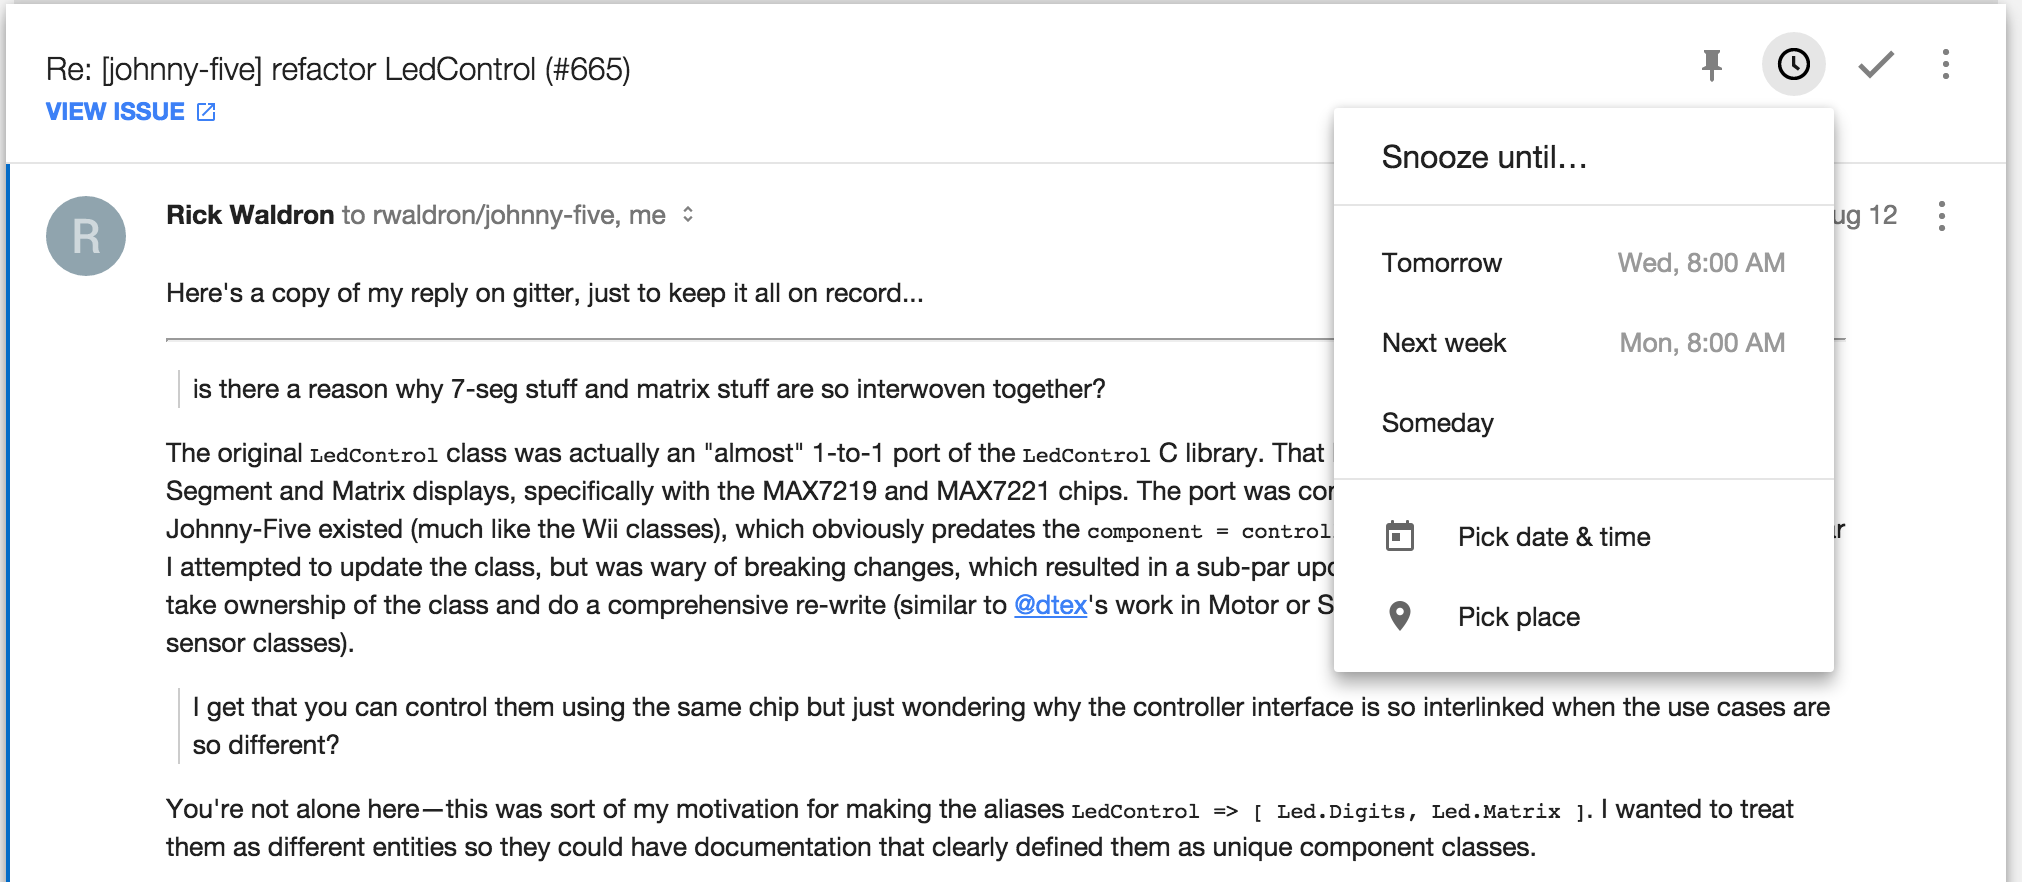 Re: [johnny-five] refactor LedControl (#665)
VIEW ISSUE
Snooze until...
Tomorrow Wed, 8:00 AM
Next week Mon, 8:00 AM
Someday
Pick date & time
Pick place
R
Rick Waldron to rwaldron/johnny-five, me
12
Here's a copy of my reply on gitter, just to keep it all on record...
is there a reason why 7-seg stuff and matrix stuff are so interwoven together?
The original LedControl class was actually an "almost" 1-to-1 port of the LedControl C library. That
Segment and Matrix displays, specifically with the MAX7219 and MAX7221 chips. The port was
Johnny-Five existed (much like the Wii classes), which obviously predates the component = control
I attempted to update the class, but was wary of breaking changes, which resulted in a sub-par
take ownership of the class and do a comprehensive re-write (similar to @dtex's work in Motor or
sensor classes).
I get that you can control them using the same chip but just wondering why the controller interface is so interlinked when the use cases are
so different?
You're not alone here—this was sort of my motivation for making the aliases LedControl => [ Led.Digits, Led.Matrix ]. I wanted to treat
them as different entities so they could have documentation that clearly defined them as unique component classes.